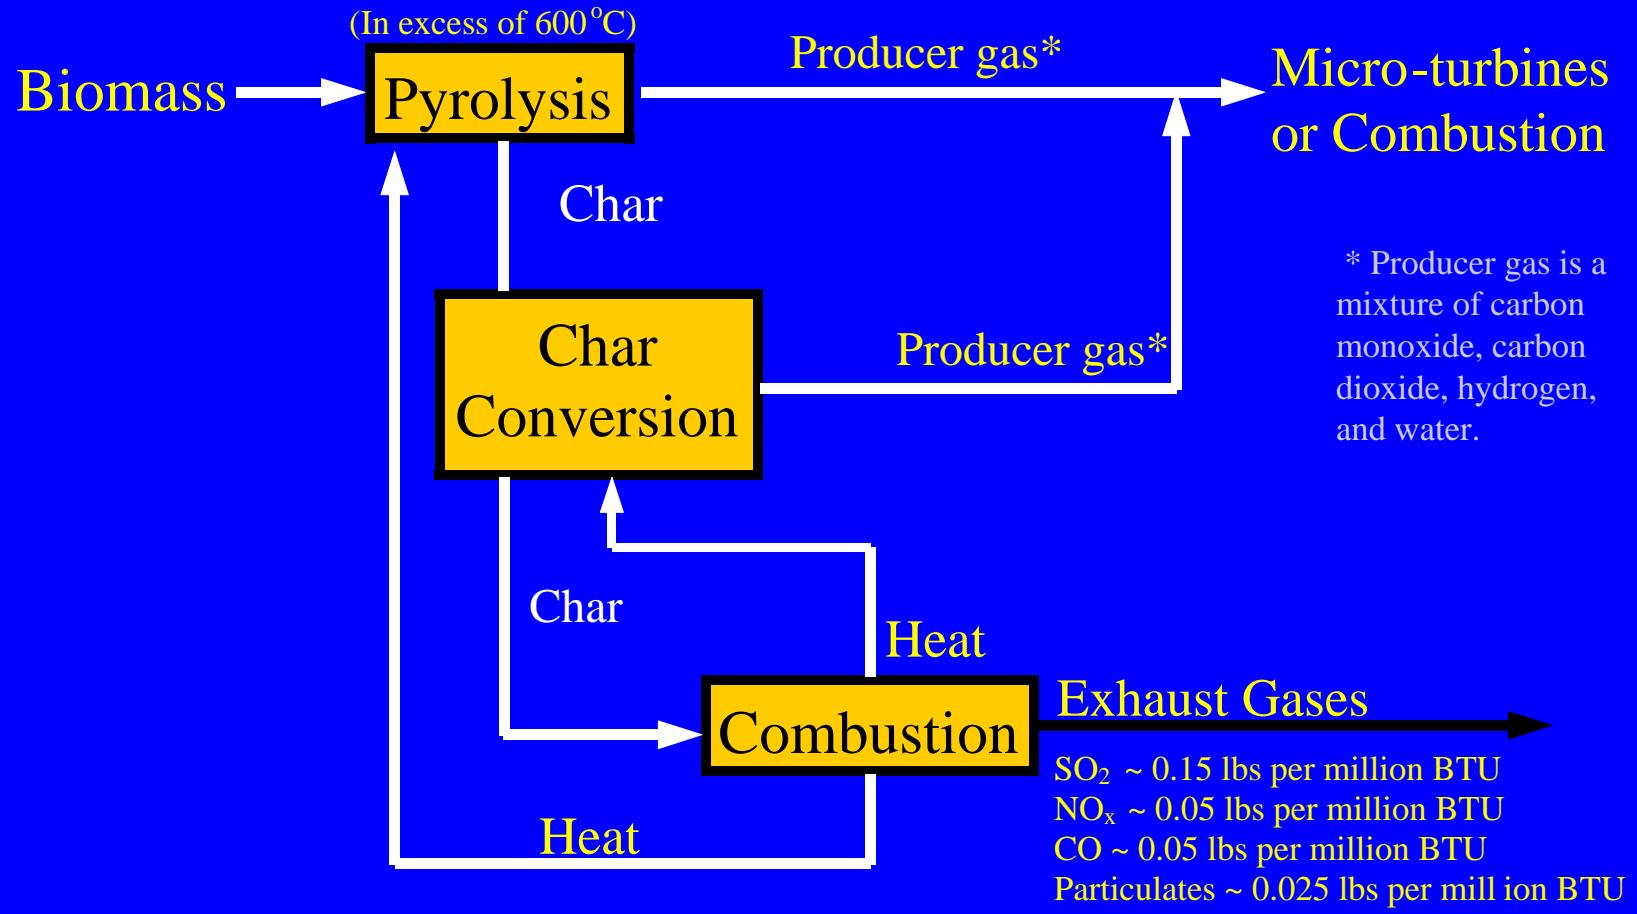 (In excess of 600°C)
Biomass
Pyrolysis
Producer gas*
Micro-turbines
or Combustion
Char
* Producer gas is a
mixture of carbon
monoxide, carbon
dioxide, hydrogen,
and water.
Char
Conversion
Producer gas*
Char
Heat
Combustion
Exhaust Gases
SO₂ ~ 0.15 lbs per million BTU
NOₓ ~ 0.05 lbs per million BTU
CO ~ 0.05 lbs per million BTU
Particulates ~ 0.025 lbs per mill ion BTU
Heat